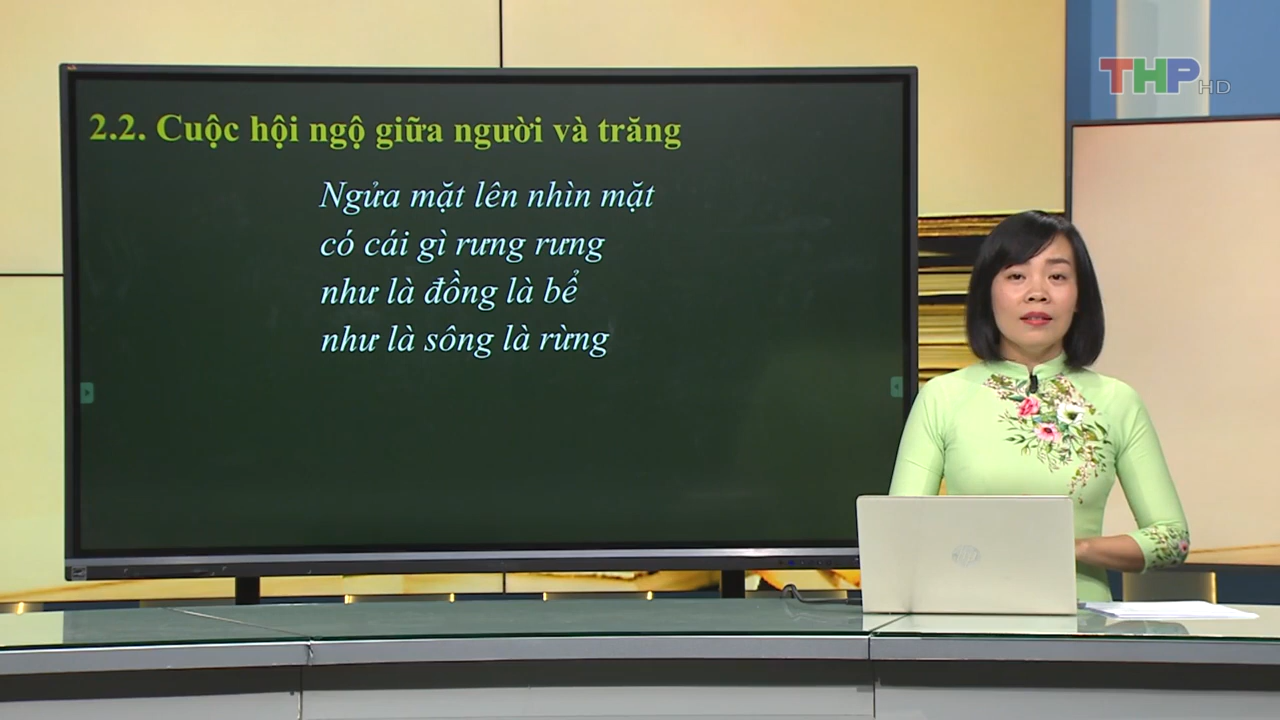 2.2. Cuộc hội ngộ giữa người và trăng
Ngửa mặt lên nhìn mặt
có cái gì rưng rưng
như là đồng là bể
như là sông là rừng
THP HD
hp